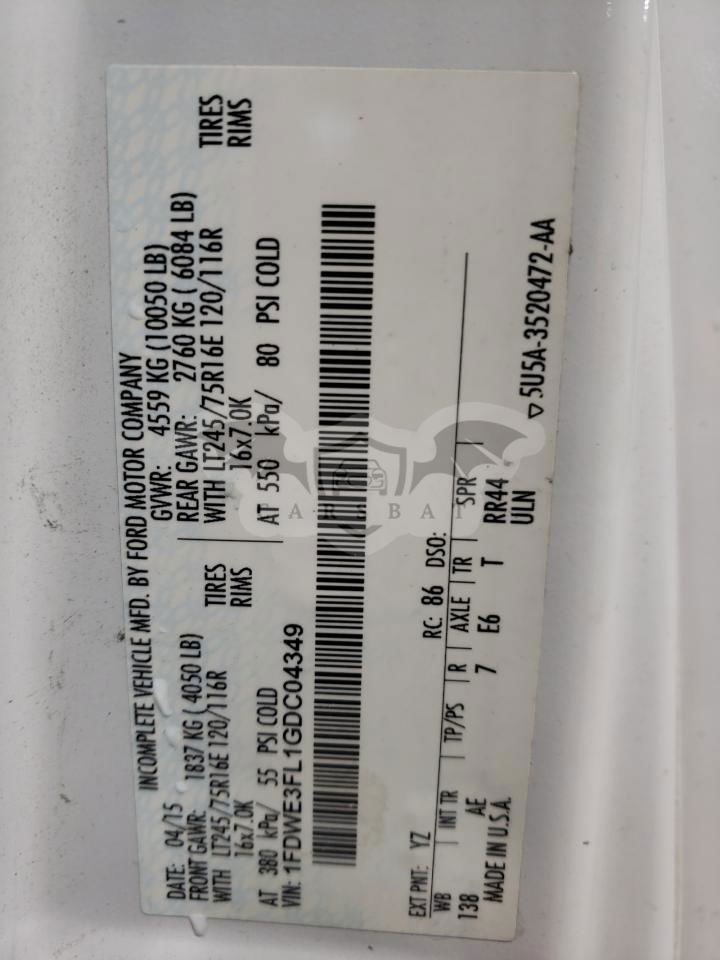 INCOMPLETE VEHICLE MFD. BY FORD MOTOR COMPANY
DATE: 04/15 GVWR: 4559 KG (10050 LB)
FRONT GAWR: 1837 KG ( 4050 LB) REAR GAWR: 2760 KG ( 6084 LB)
WITH LT245/75R16E 120/116R TIRES WITH LT245/75R16E 120/116R TIRES
16x7.0K RIMS 16x7.0K RIMS
AT 380 kPa/ 55 PSI COLD AT 550 kPa/ 80 PSI COLD
VIN: 1FDWE3FL1GDC04349
EXT PNT: YZ RC: 86 DSO:
WB INT TR TP/PS R AXLE TR SPR
138 AE 7 E6 T RR44
MADE IN U.S.A. ULN
5U5A-3520472-AA